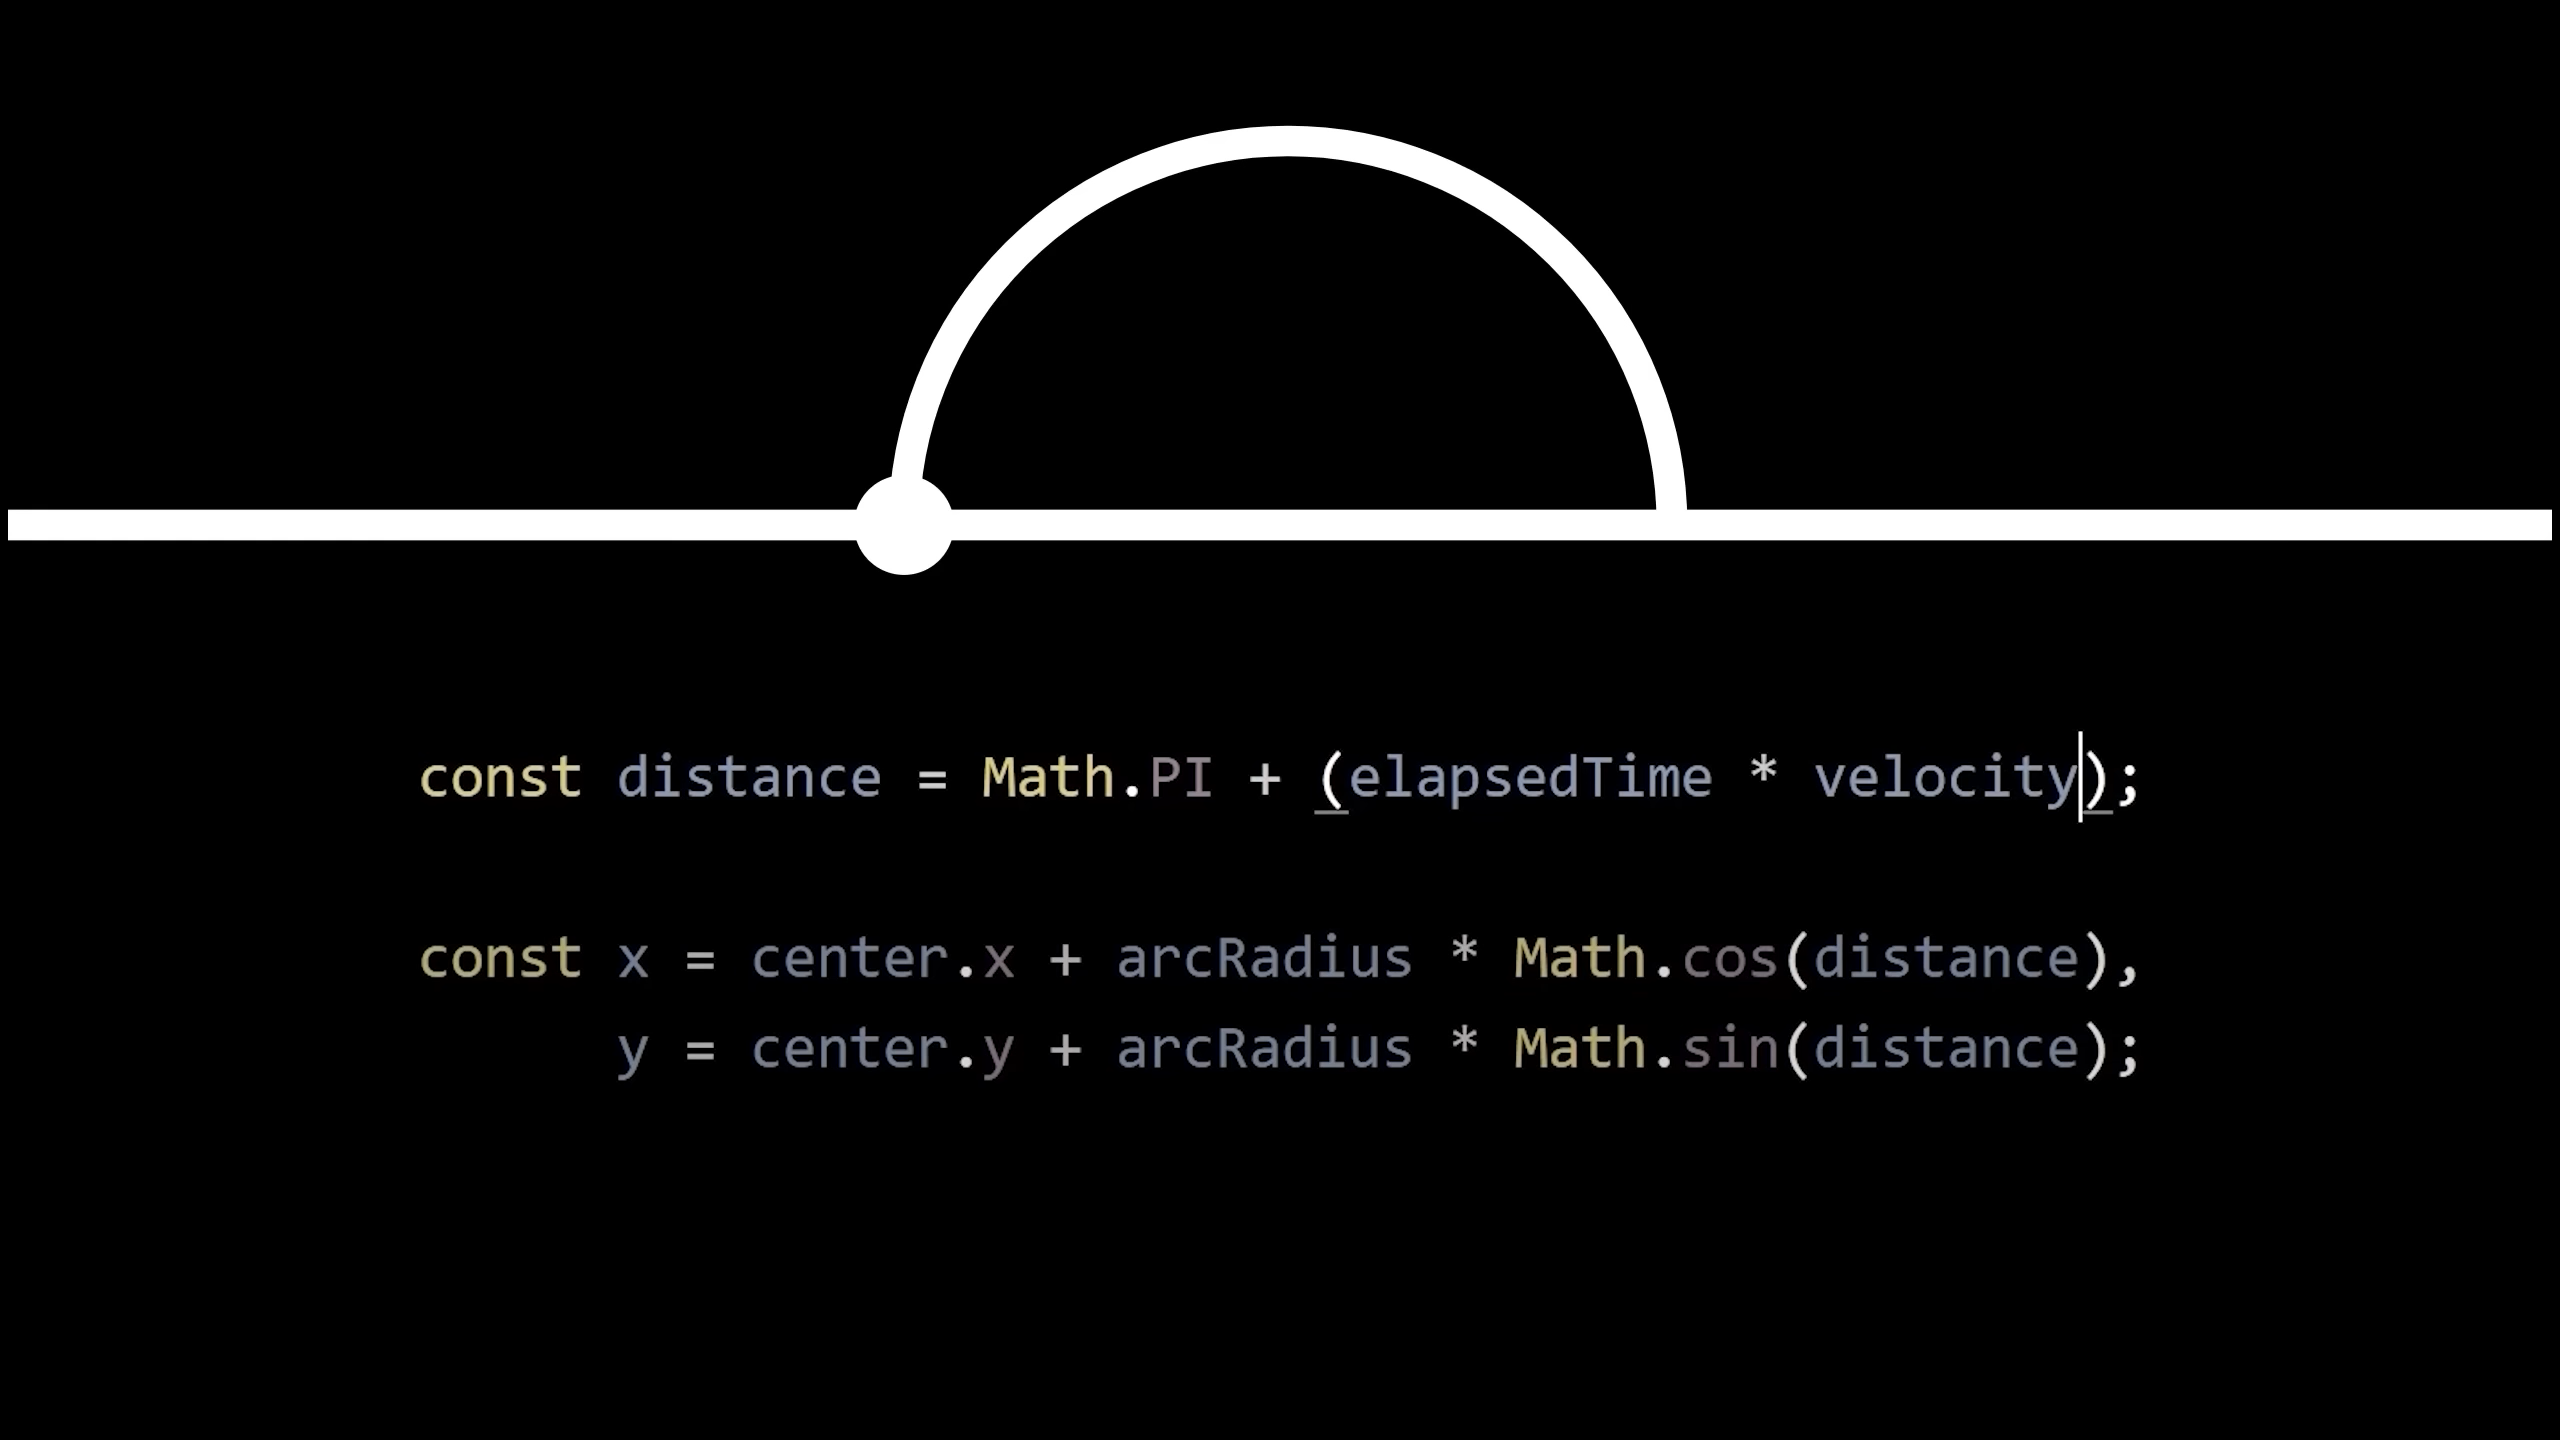 const distance = Math.PI + (elapsedTime * velocity);
const x = center.x + arcRadius * Math.cos(distance),
y = center.y + arcRadius * Math.sin(distance);